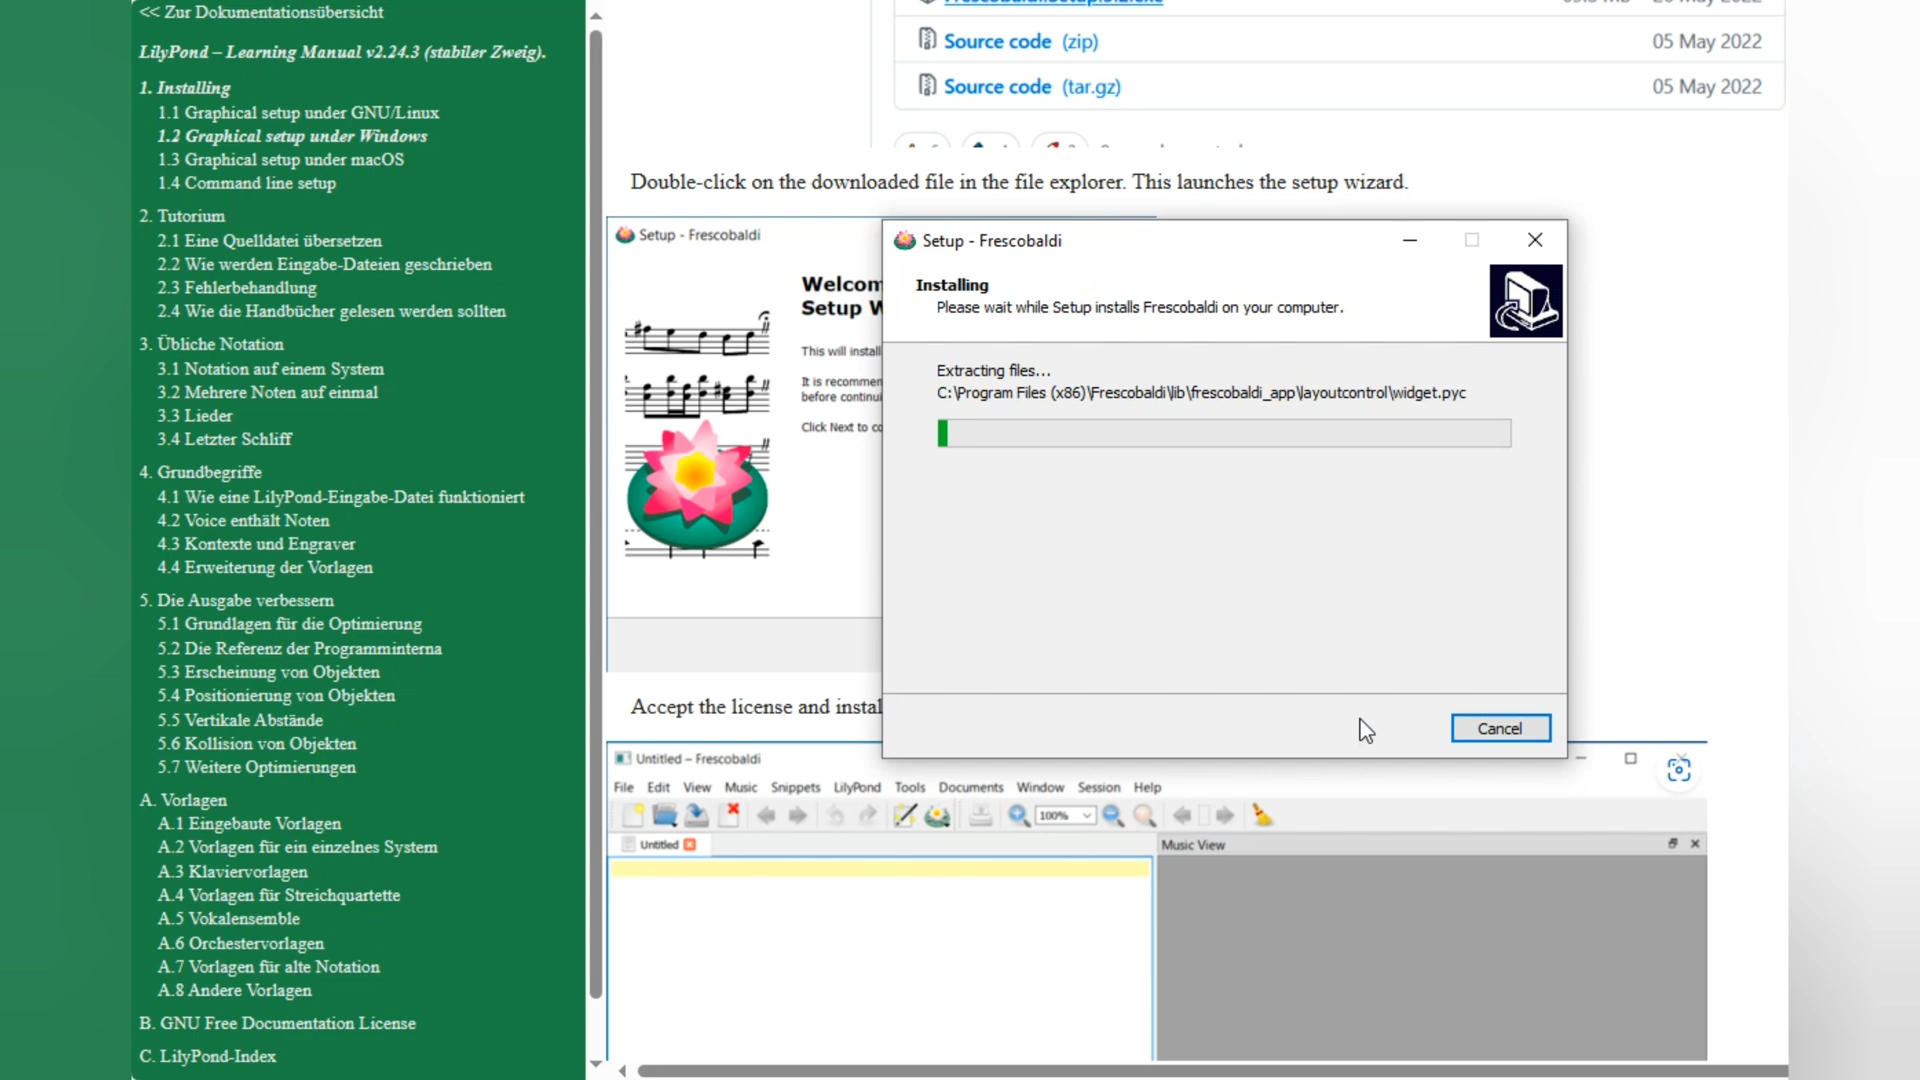 << Zur Dokumentationsübersicht
LilyPond – Learning Manual v2.24.3 (stabiler Zweig).
1. Installing
1.1 Graphical setup under GNU/Linux
1.2 Graphical setup under Windows
1.3 Graphical setup under macOS
1.4 Command line setup
2. Tutorium
2.1 Eine Quelldatei übersetzen
2.2 Wie werden Eingabe-Dateien geschrieben
2.3 Fehlerbehandlung
2.4 Wie die Handbücher gelesen werden sollten
3. Übliche Notation
3.1 Notation auf einem System
3.2 Mehrere Noten auf einmal
3.3 Lieder
3.4 Letzter Schliff
4. Grundbegriffe
4.1 Wie eine LilyPond-Eingabe-Datei funktioniert
4.2 Voice enthält Noten
4.3 Kontexte und Engraver
4.4 Erweiterung der Vorlagen
5. Die Ausgabe verbessern
5.1 Grundlagen für die Optimierung
5.2 Die Referenz der Programminterna
5.3 Erscheinung von Objekten
5.4 Positionierung von Objekten
5.5 Vertikale Abstände
5.6 Kollision von Objekten
5.7 Weitere Optimierungen
A. Vorlagen
A.1 Eingebaute Vorlagen
A.2 Vorlagen für ein einzelnes System
A.3 Klaviervorlagen
A.4 Vorlagen für Streichquartette
A.5 Vokalensemble
A.6 Orchestervorlagen
A.7 Vorlagen für alte Notation
A.8 Andere Vorlagen
B. GNU Free Documentation License
C. LilyPond-Index
Source code (zip) 05 May 2022
Source code (tar.gz) 05 May 2022
Double-click on the downloaded file in the file explorer. This launches the setup wizard.
Setup - Frescobaldi
Welcom
Setup W
This will install
It is recommen
before continui
Click Next to co
Setup - Frescobaldi
Installing
Please wait while Setup installs Frescobaldi on your computer.
Extracting files...
C:\Program Files (x86)\Frescobaldi\lib\frescobaldi_app\layoutcontrol\widget.pyc
Cancel
Accept the license and instal
Untitled – Frescobaldi
File Edit View Music Snippets LilyPond Tools Documents Window Session Help
100%
Untitled
Music View